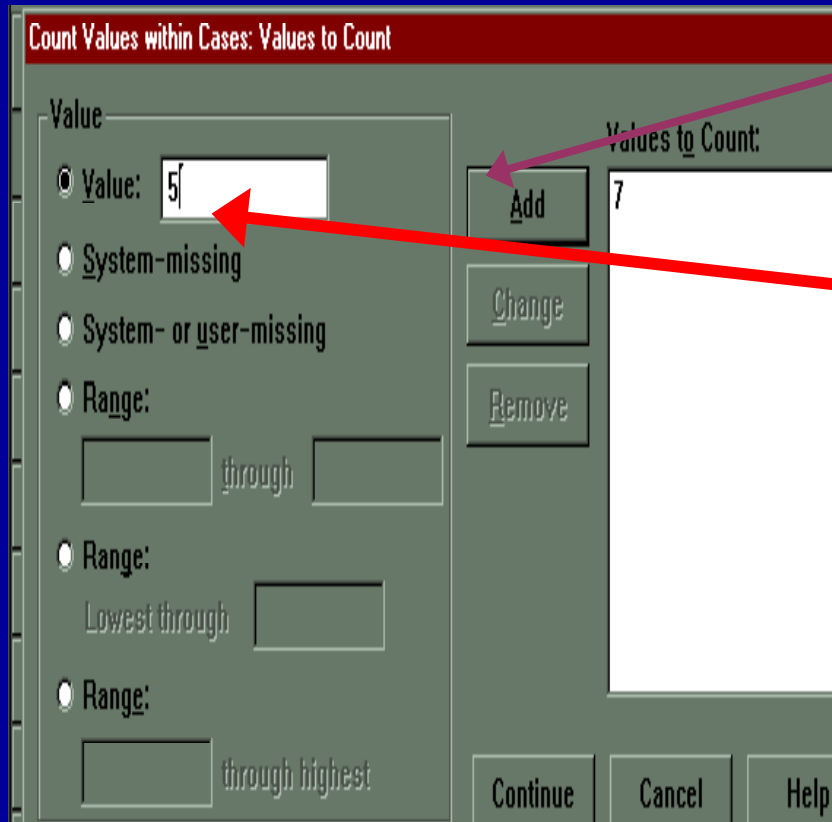 Count Values within Cases: Values to Count
Value
Value: 5
System-missing
System- or user-missing
Range:
through
Range:
Lowest through
Range:
through highest
Add
Change
Remove
Values to Count:
7
Continue Cancel Help